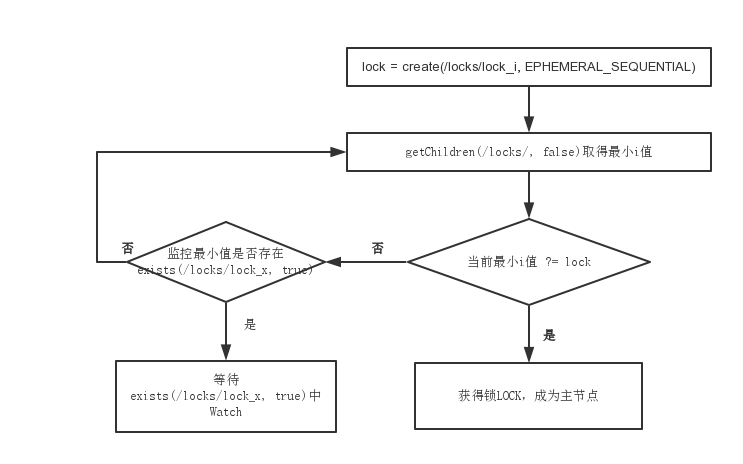 lock = create(/locks/lock_i, EPHEMERAL_SEQUENTIAL)
getChildren(/locks/, false)取得最小i值
否
监控最小值是否存在
exists(/locks/lock_x, true)
否
当前最小i值 ?= lock
是
是
等待
exists(/locks/lock_x, true)中
Watch
获得锁LOCK，成为主节点